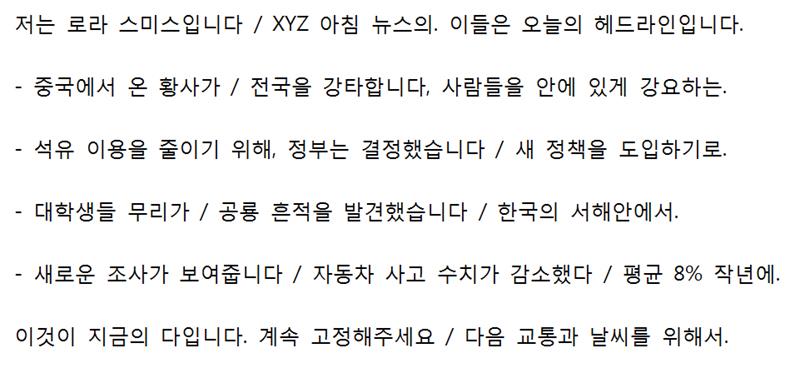 저는 로라 스미스입니다 / XYZ 아침 뉴스의. 이들은 오늘의 헤드라인입니다.
- 중국에서 온 황사가 / 전국을 강타합니다, 사람들을 안에 있게 강요하는.
- 석유 이용을 줄이기 위해, 정부는 결정했습니다 / 새 정책을 도입하기로.
- 대학생들 무리가 / 공룡 흔적을 발견했습니다 / 한국의 서해안에서.
- 새로운 조사가 보여줍니다 / 자동차 사고 수치가 감소했다 / 평균 8% 작년에.
이것이 지금의 다입니다. 계속 고정해주세요 / 다음 교통과 날씨를 위해서.